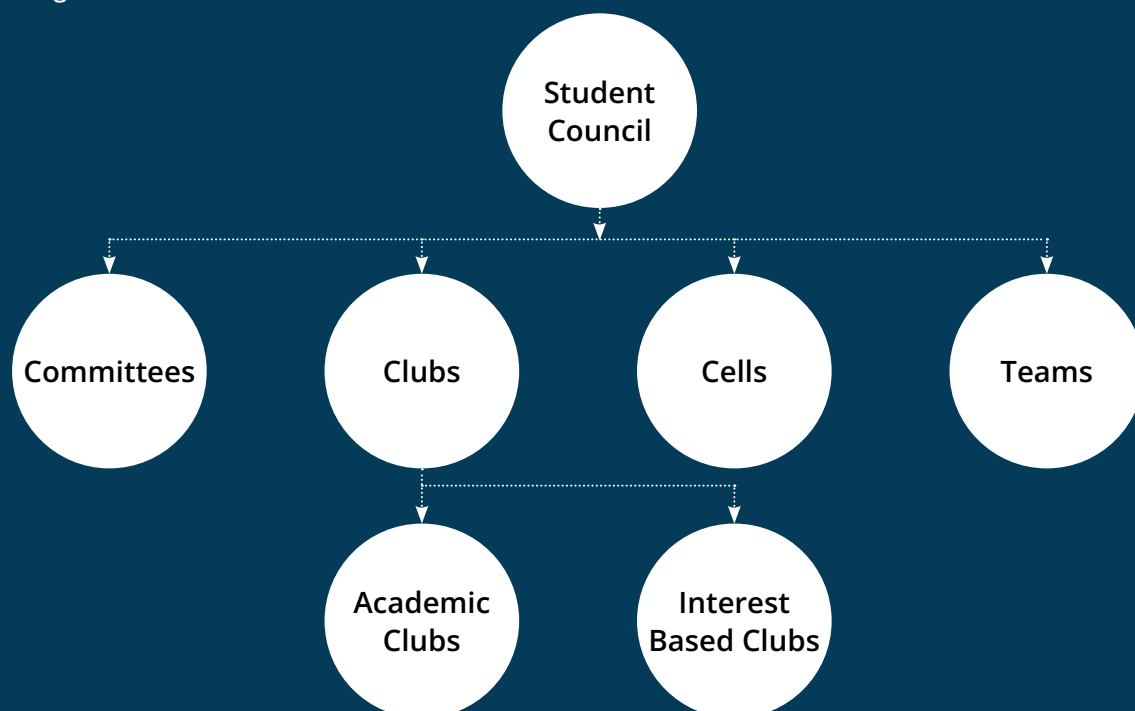 Student
Council
Committees
Clubs
Cells
Teams
Academic
Clubs
Interest
Based Clubs